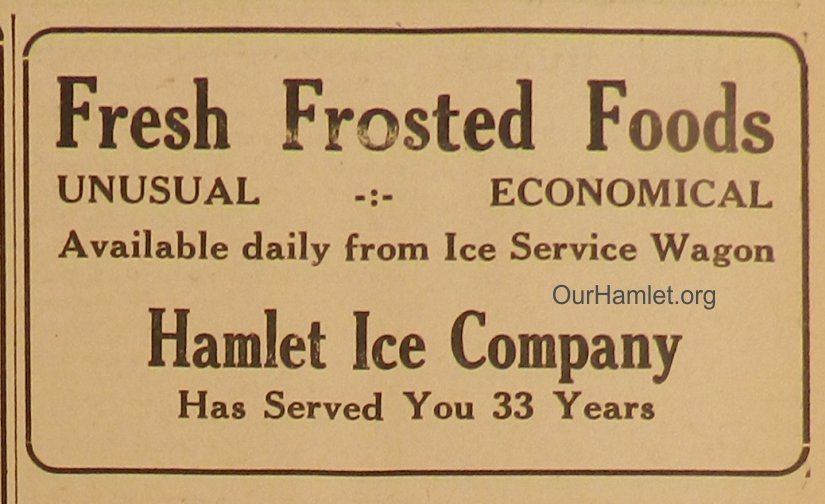 Fresh Frosted Foods
UNUSUAL -:- ECONOMICAL
Available daily from Ice Service Wagon
OurHamlet.org
Hamlet Ice Company
Has Served You 33 Years